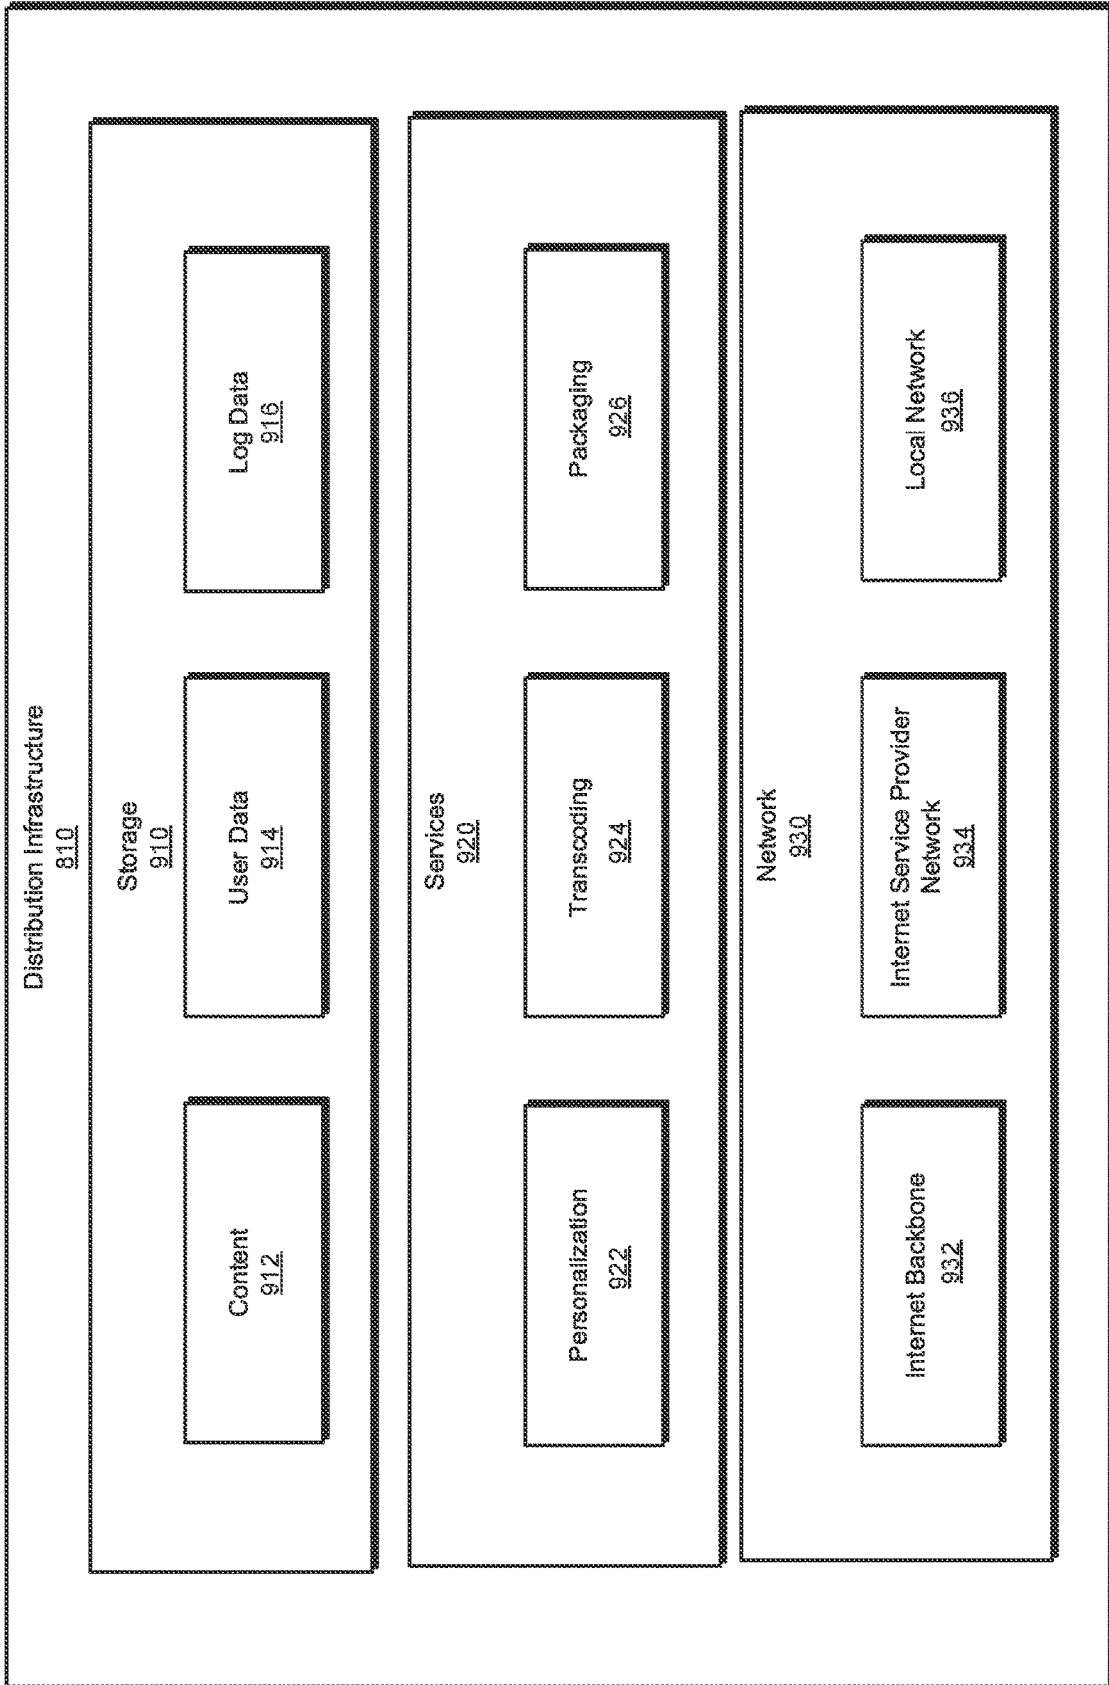 Distribution Infrastructure
810
Storage
910
Content
912
User Data
914
Log Data
916
Services
920
Personalization
922
Transcoding
924
Packaging
926
Network
930
Internet Backbone
932
Internet Service Provider
Network
934
Local Network
936